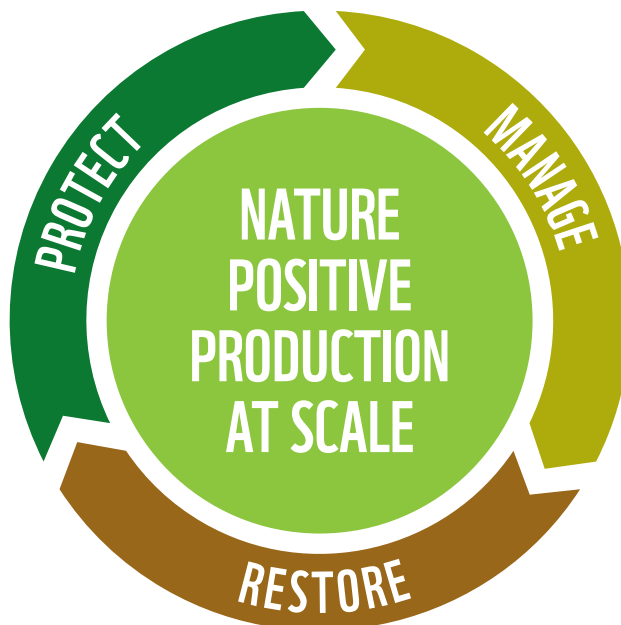 PROTECT
MANAGE
NATURE
POSITIVE
PRODUCTION
AT SCALE
RESTORE